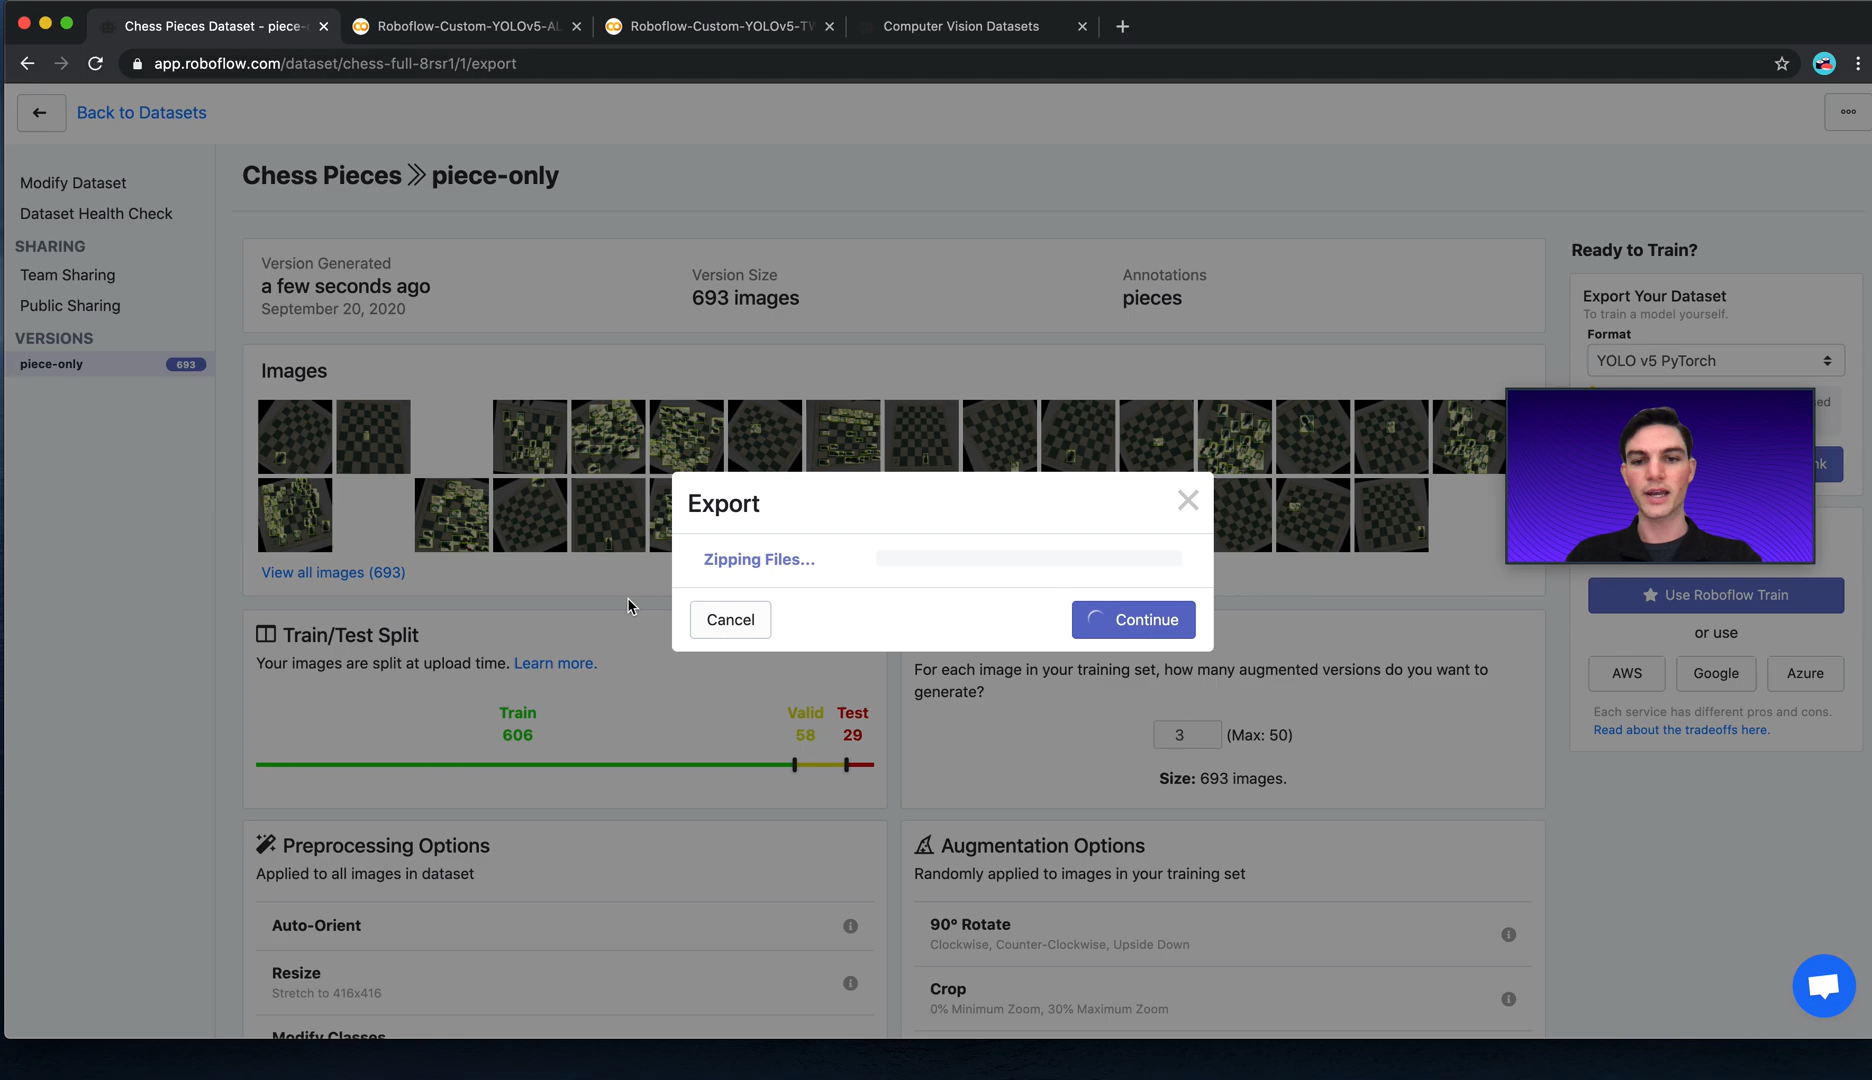 Chess Pieces Dataset - piece-
Roboflow-Custom-YOLOv5-AL
Roboflow-Custom-YOLOv5-TW
Computer Vision Datasets
app.roboflow.com/dataset/chess-full-8rsr1/1/export
Back to Datasets
Modify Dataset
Dataset Health Check
SHARING
Team Sharing
Public Sharing
VERSIONS
piece-only 693
Chess Pieces >> piece-only
Version Generated
a few seconds ago
September 20, 2020
Version Size
693 images
Annotations
pieces
Images
View all images (693)
Export
Zipping Files...
Cancel
Continue
Train/Test Split
Your images are split at upload time. Learn more.
Train
606
Valid
58
Test
29
For each image in your training set, how many augmented versions do you want to
generate?
3 (Max: 50)
Size: 693 images.
Preprocessing Options
Applied to all images in dataset
Auto-Orient
Resize
Stretch to 416x416
Modify Classes
Augmentation Options
Randomly applied to images in your training set
90° Rotate
Clockwise, Counter-Clockwise, Upside Down
Crop
0% Minimum Zoom, 30% Maximum Zoom
Ready to Train?
Export Your Dataset
To train a model yourself.
Format
YOLO v5 PyTorch
ed
nk
Use Roboflow Train
or use
AWS
Google
Azure
Each service has different pros and cons.
Read about the tradeoffs here.